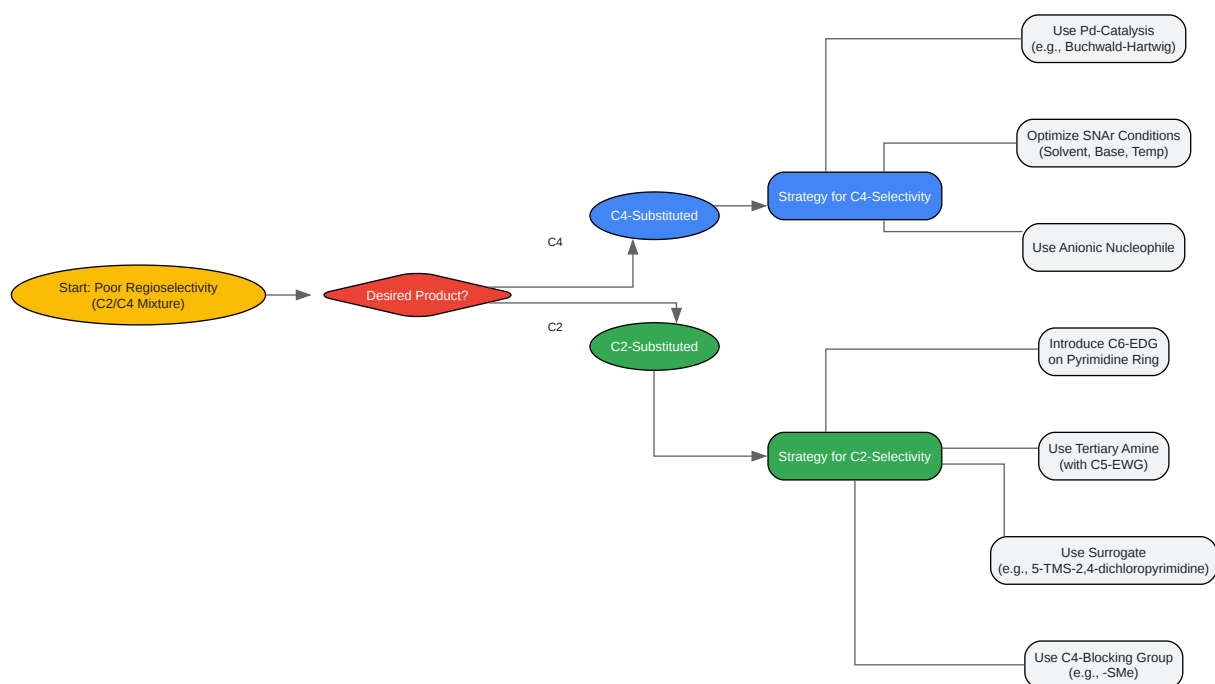 Start: Poor Regioselectivity
(C2/C4 Mixture)
Desired Product?
C4
C2
C4-Substituted
C2-Substituted
Strategy for C4-Selectivity
Use Pd-Catalysis
(e.g., Buchwald-Hartwig)
Optimize SNAr Conditions
(Solvent, Base, Temp)
Use Anionic Nucleophile
Strategy for C2-Selectivity
Introduce C6-EDG
on Pyrimidine Ring
Use Tertiary Amine
(with C5-EWG)
Use Surrogate
(e.g., 5-TMS-2,4-dichloropyrimidine)
Use C4-Blocking Group
(e.g., -SMe)